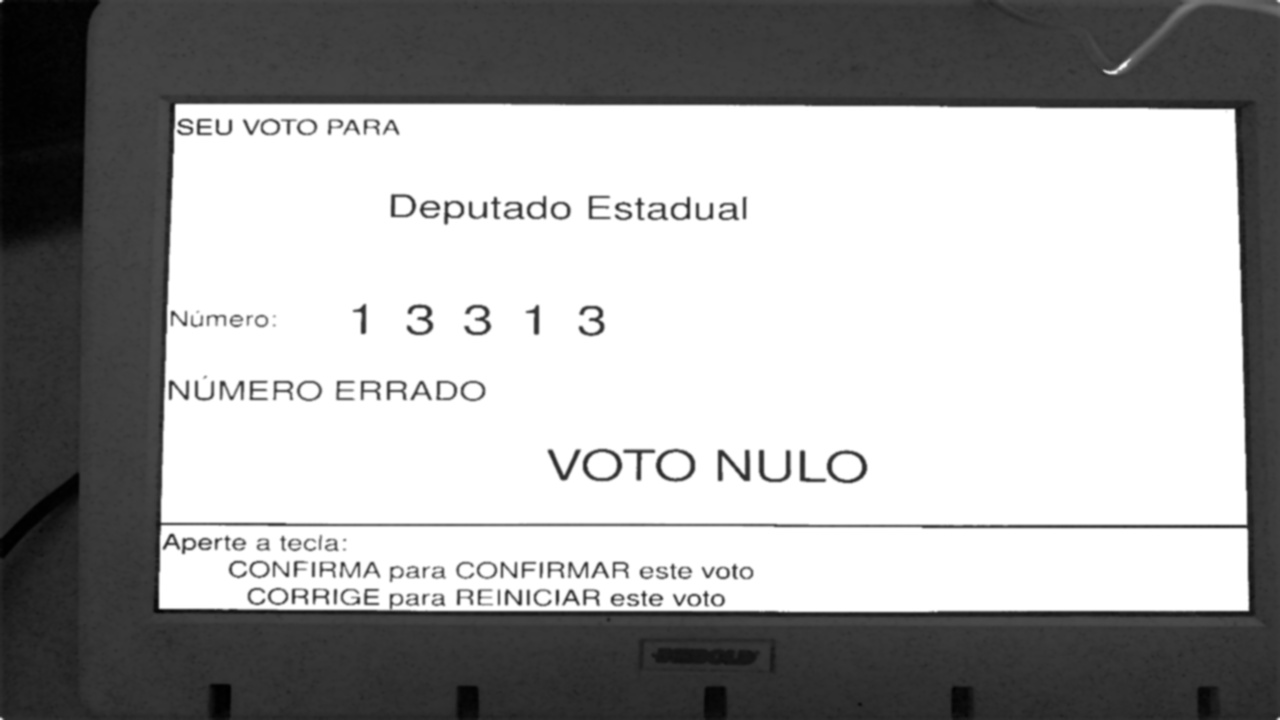 SEU VOTO PARA
Deputado Estadual
Número: 1 3 3 1 3
NÚMERO ERRADO
VOTO NULO
Aperte a tecla:
CONFIRMA para CONFIRMAR este voto
CORRIGE para REINICIAR este voto